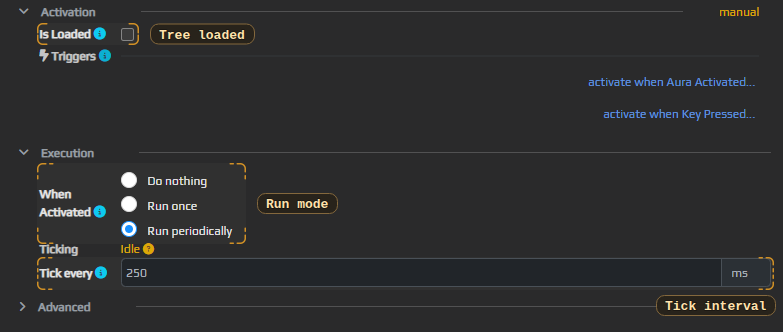 Activation
manual
Is Loaded
Tree loaded
Triggers
activate when Aura Activated...
activate when Key Pressed...
Execution
When Activated
Do nothing
Run once
Run periodically
Run mode
Ticking
Idle
Tick every
250
ms
Advanced
Tick interval